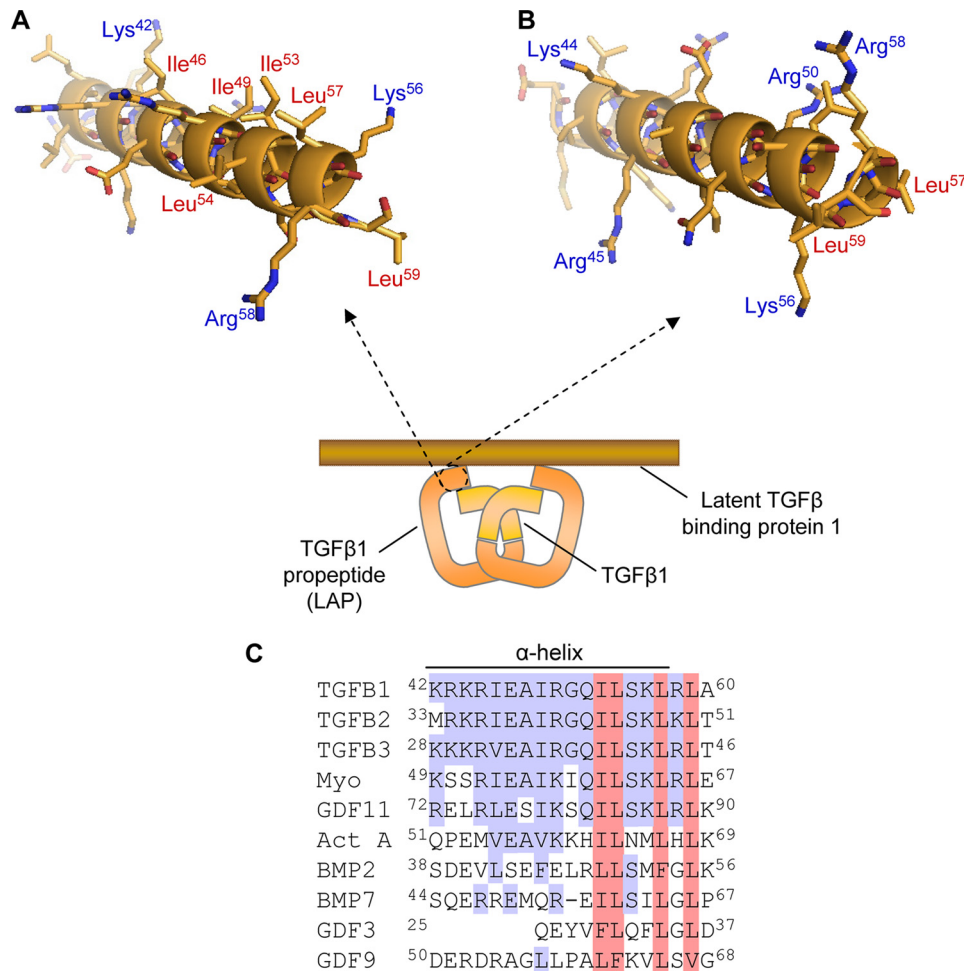 A
B
Lys42
Ile46
Ile49
Ile53
Leu57
Lys56
Leu54
Leu59
Arg58
Lys44
Arg58
Arg50
Leu57
Arg45
Leu59
Lys56
Latent TGFβ
binding protein 1
TGFβ1
propeptide
(LAP)
TGFβ1
C
α-helix
TGFB1 42KRKRIEAIRGQILSKLRLA60
TGFB2 33MRKRIEAIRGQILSKLKLT51
TGFB3 28KKKRVEAIRGQILSKLRLT46
Myo 49KSSRIEAIKIQILSKLRLE67
GDF11 72RELRLESIKSQILSKLRLK90
Act A 51QPEMVEAVKKHILNMLHLK69
BMP2 38SDEVLSEFELRLLSMFGLK56
BMP7 44SQERREMQR-EILSILGLP67
GDF3 25QEYVFLQFLGLD37
GDF9 50DERDRAGLLPALFKVLSVG68